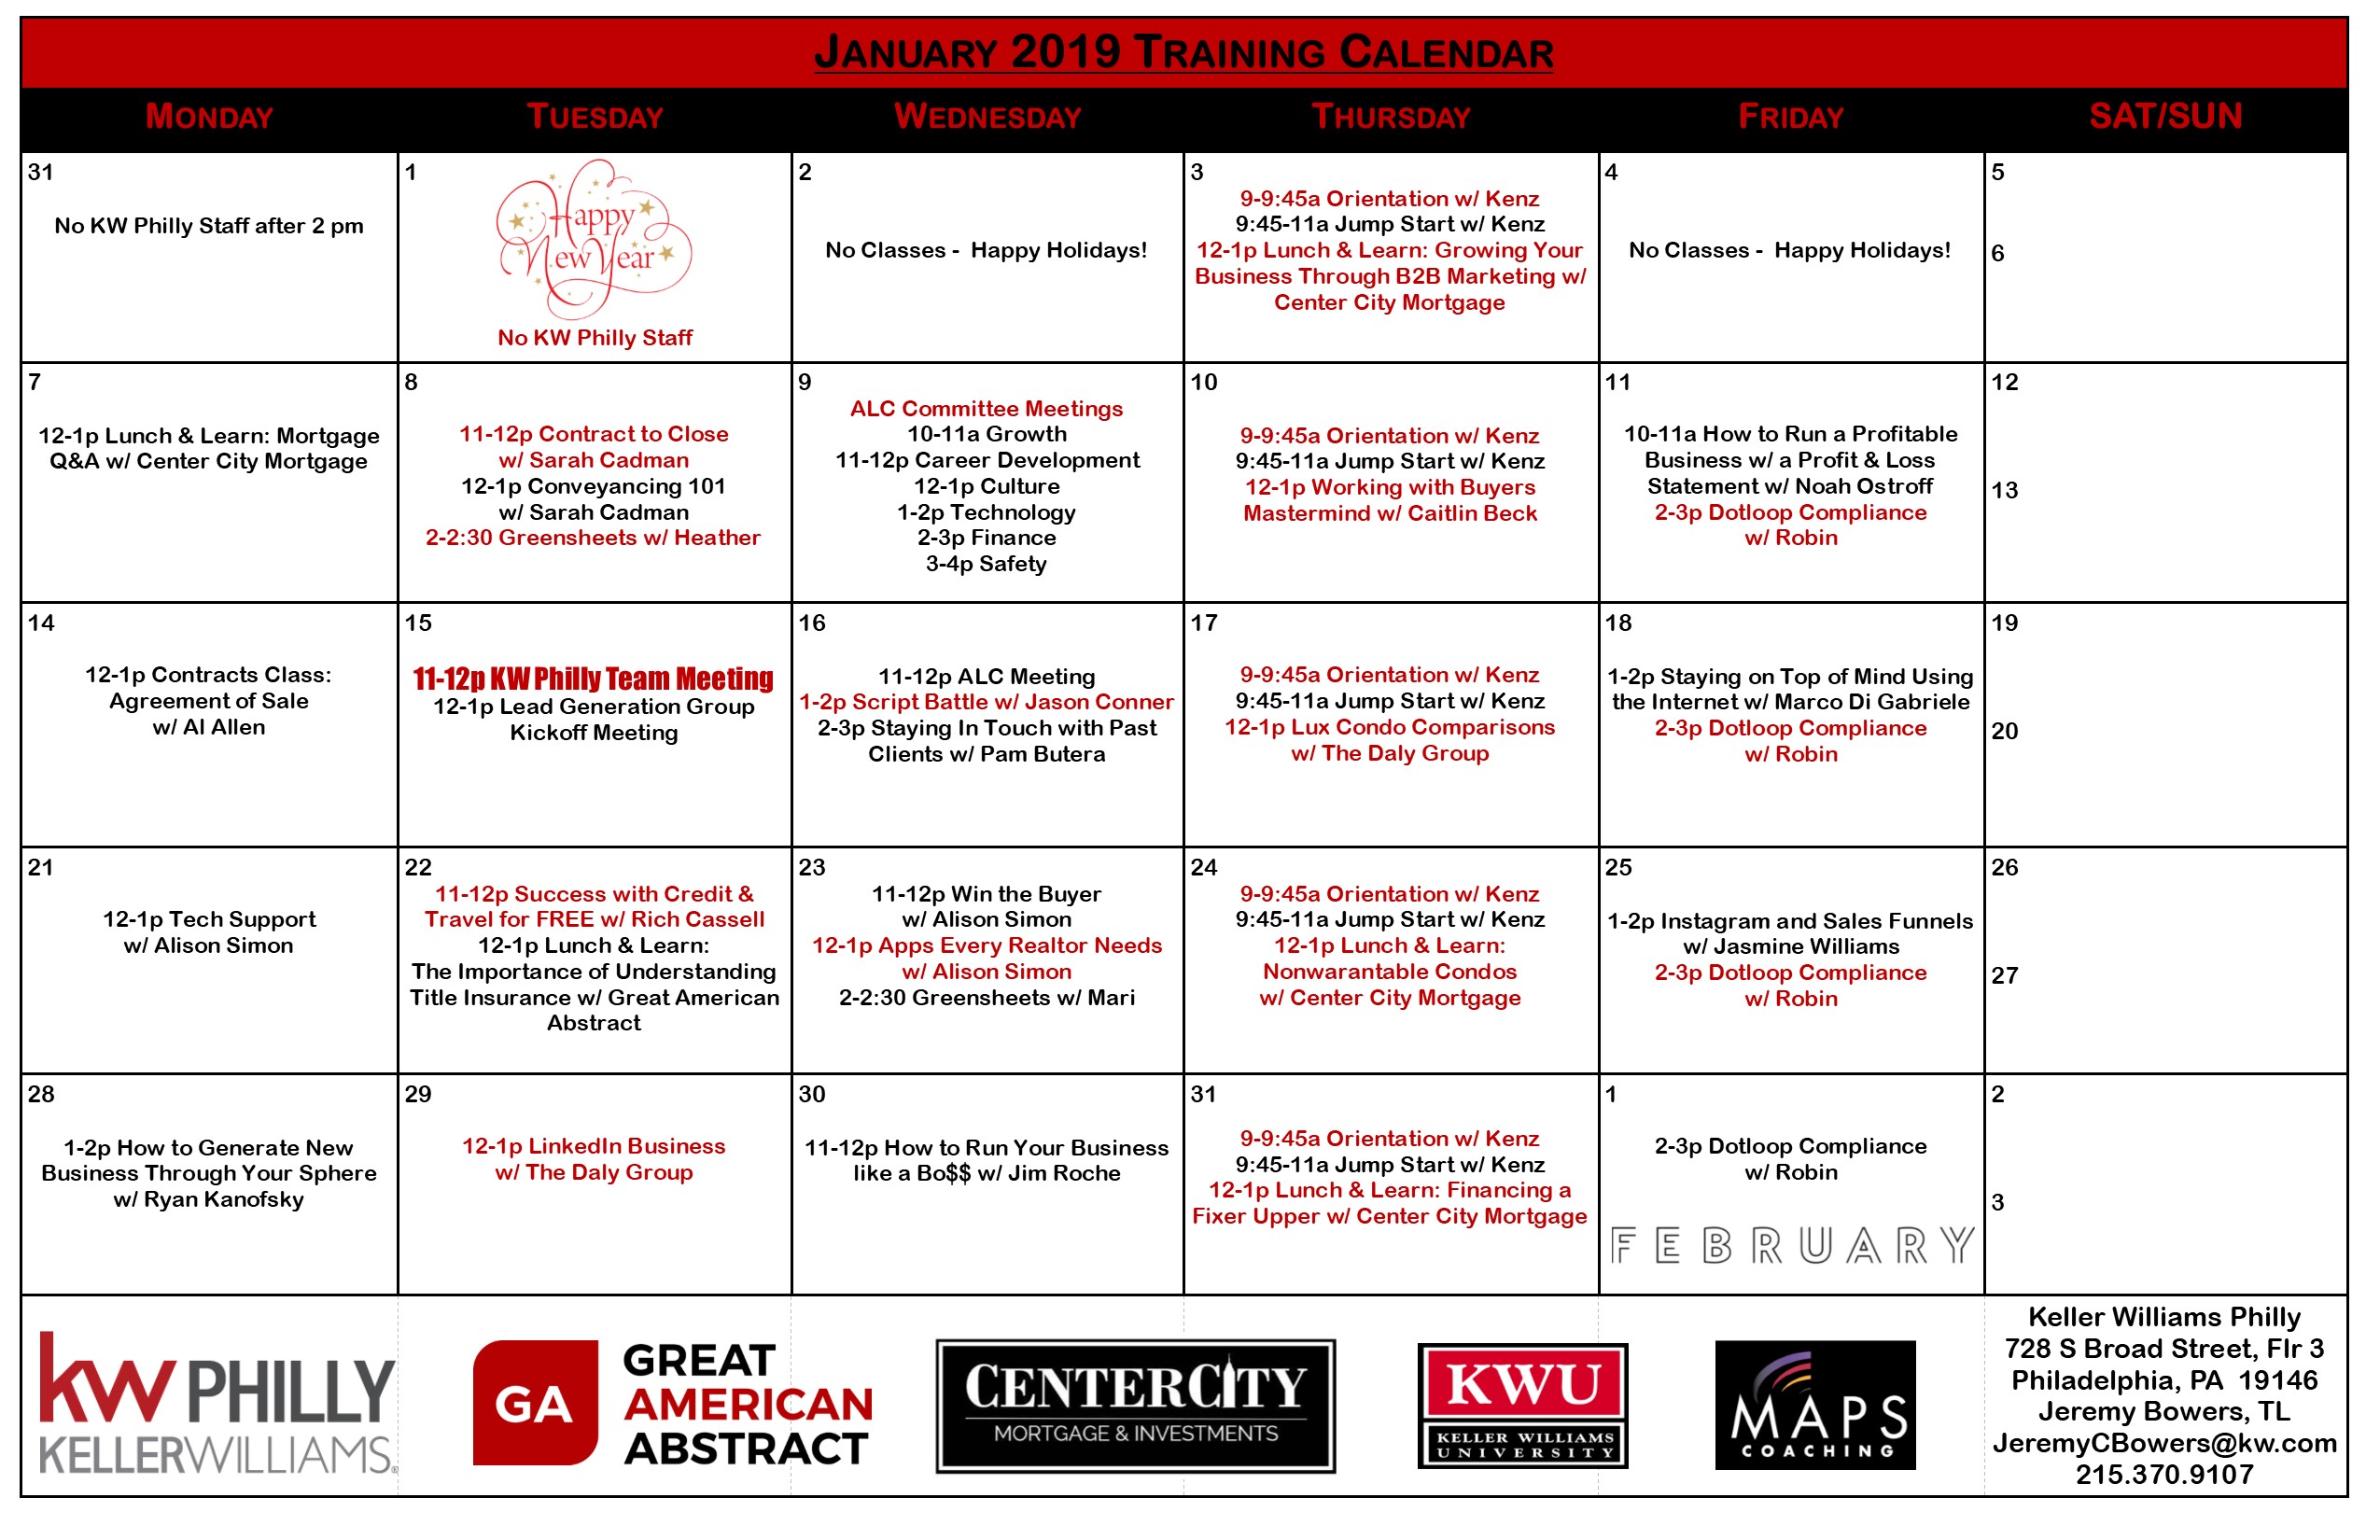 JANUARY 2019 TRAINING CALENDAR
MONDAY TUESDAY WEDNESDAY THURSDAY FRIDAY SAT/SUN
31
No KW Philly Staff after 2 pm
1
Happy
New Year
No KW Philly Staff
2
No Classes - Happy Holidays!
3
9-9:45a Orientation w/ Kenz
9:45-11a Jump Start w/ Kenz
12-1p Lunch & Learn: Growing Your
Business Through B2B Marketing w/
Center City Mortgage
4
No Classes - Happy Holidays!
5
6
7
12-1p Lunch & Learn: Mortgage
Q&A w/ Center City Mortgage
8
11-12p Contract to Close
w/ Sarah Cadman
12-1p Conveyancing 101
w/ Sarah Cadman
2-2:30 Greensheets w/ Heather
9
ALC Committee Meetings
10-11a Growth
11-12p Career Development
12-1p Culture
1-2p Technology
2-3p Finance
3-4p Safety
10
9-9:45a Orientation w/ Kenz
9:45-11a Jump Start w/ Kenz
12-1p Working with Buyers
Mastermind w/ Caitlin Beck
11
10-11a How to Run a Profitable
Business w/ a Profit & Loss
Statement w/ Noah Ostroff
2-3p Dotloop Compliance
w/ Robin
12
13
14
12-1p Contracts Class:
Agreement of Sale
w/ Al Allen
15
11-12p KW Philly Team Meeting
12-1p Lead Generation Group
Kickoff Meeting
16
11-12p ALC Meeting
1-2p Script Battle w/ Jason Conner
2-3p Staying In Touch with Past
Clients w/ Pam Butera
17
9-9:45a Orientation w/ Kenz
9:45-11a Jump Start w/ Kenz
12-1p Lux Condo Comparisons
w/ The Daly Group
18
1-2p Staying on Top of Mind Using
the Internet w/ Marco Di Gabriele
2-3p Dotloop Compliance
w/ Robin
19
20
21
12-1p Tech Support
w/ Alison Simon
22
11-12p Success with Credit &
Travel for FREE w/ Rich Cassell
12-1p Lunch & Learn:
The Importance of Understanding
Title Insurance w/ Great American
Abstract
23
11-12p Win the Buyer
w/ Alison Simon
12-1p Apps Every Realtor Needs
w/ Alison Simon
2-2:30 Greensheets w/ Mari
24
9-9:45a Orientation w/ Kenz
9:45-11a Jump Start w/ Kenz
12-1p Lunch & Learn:
Nonwarantable Condos
w/ Center City Mortgage
25
1-2p Instagram and Sales Funnels
w/ Jasmine Williams
2-3p Dotloop Compliance
w/ Robin
26
27
28
1-2p How to Generate New
Business Through Your Sphere
w/ Ryan Kanofsky
29
12-1p LinkedIn Business
w/ The Daly Group
30
11-12p How to Run Your Business
like a Bo$$ w/ Jim Roche
31
9-9:45a Orientation w/ Kenz
9:45-11a Jump Start w/ Kenz
12-1p Lunch & Learn: Financing a
Fixer Upper w/ Center City Mortgage
1
2-3p Dotloop Compliance
w/ Robin
FEBRUARY
2
3
kw PHILLY
KELLERWILLIAMS®
GA
GREAT
AMERICAN
ABSTRACT
CENTERCITY
MORTGAGE & INVESTMENTS
KWU
KELLER WILLIAMS
UNIVERSITY
MAPS
COACHING
Keller Williams Philly
728 S Broad Street, Flr 3
Philadelphia, PA 19146
Jeremy Bowers, TL
JeremyCBowers@kw.com
215.370.9107